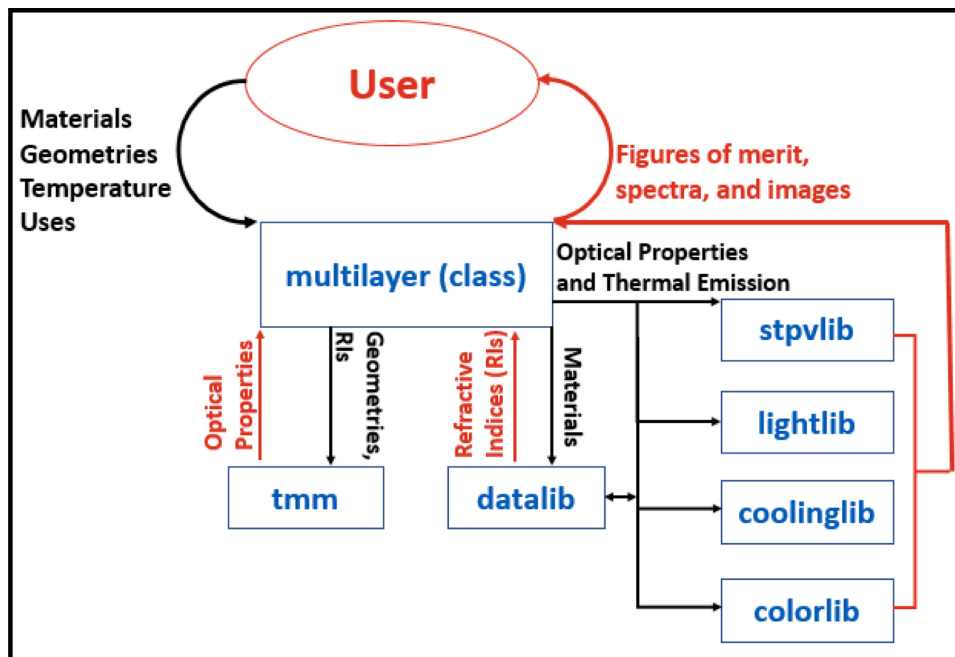 User
Materials
Geometries
Temperature
Uses
Figures of merit,
spectra, and images
multilayer (class)
Optical Properties
and Thermal Emission
Optical
Properties
Geometries,
RIs
Refractive
Indices (RIs)
Materials
stpvlib
lightlib
tmm
datalib
coolinglib
colorlib